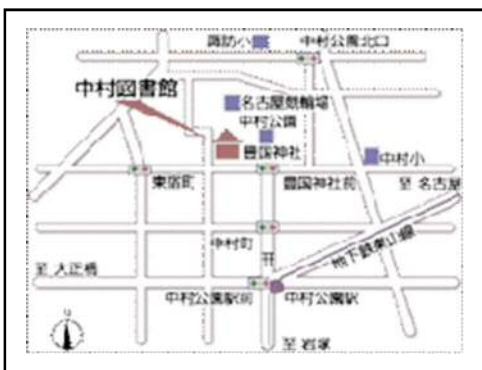 諏訪小
中村公園北口
中村図書館
名古屋競輪場
中村公園
豊国神社
中村小
東宿町
豊国神社前
至 名古屋
中村町
地下鉄東山線
至 大正橋
中村公園駅前
中村公園駅
至 岩塚